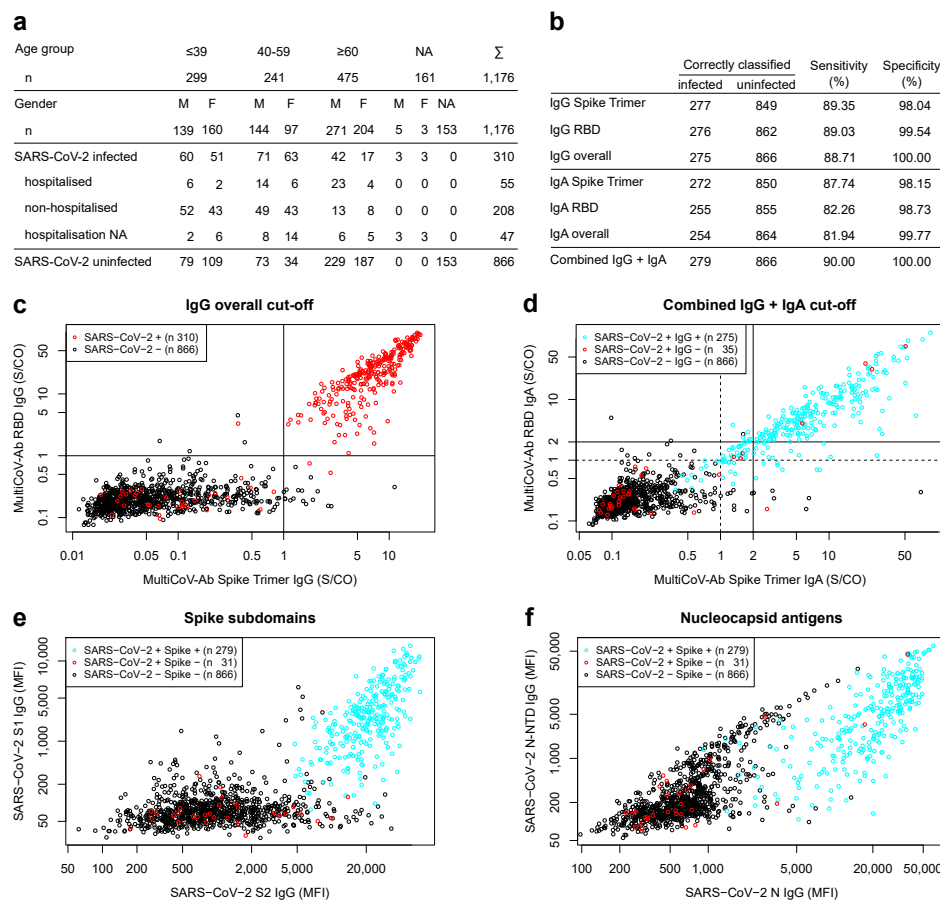 a
Age group ≤39 40-59 ≥60 NA ∑
n 299 241 475 161 1,176
Gender M F M F M F M F NA
n 139 160 144 97 271 204 5 3 153 1,176
SARS-CoV-2 infected 60 51 71 63 42 17 3 3 0 310
hospitalised 6 2 14 6 23 4 0 0 0 55
non-hospitalised 52 43 49 43 13 8 0 0 0 208
hospitalisation NA 2 6 8 14 6 5 3 3 0 47
SARS-CoV-2 uninfected 79 109 73 34 229 187 0 0 153 866
b
Correctly classified Sensitivity Specificity
infected uninfected (%) (%)
IgG Spike Trimer 277 849 89.35 98.04
IgG RBD 276 862 89.03 99.54
IgG overall 275 866 88.71 100.00
IgA Spike Trimer 272 850 87.74 98.15
IgA RBD 255 855 82.26 98.73
IgA overall 254 864 81.94 99.77
Combined IgG + IgA 279 866 90.00 100.00
c
IgG overall cut-off
SARS−CoV−2 + (n 310)
SARS−CoV−2 − (n 866)
MultiCoV-Ab RBD IgG (S/CO)
50
10
5
1
0.5
0.1
0.01 0.05 0.1 0.5 1 5 10
MultiCoV-Ab Spike Trimer IgG (S/CO)
d
Combined IgG + IgA cut-off
SARS−CoV−2 + IgG + (n 275)
SARS−CoV−2 + IgG − (n 35)
SARS−CoV−2 − IgG − (n 866)
MultiCoV-Ab RBD IgA (S/CO)
50
10
5
2
1
0.5
0.1
0.05 0.1 0.5 1 2 5 10 50
MultiCoV-Ab Spike Trimer IgA (S/CO)
e
Spike subdomains
SARS−CoV−2 + Spike + (n 279)
SARS−CoV−2 + Spike − (n 31)
SARS−CoV−2 − Spike − (n 866)
SARS−CoV−2 S1 IgG (MFI)
10,000
5,000
1,000
200
50
50 100 200 500 2,000 5,000 20,000
SARS−CoV−2 S2 IgG (MFI)
f
Nucleocapsid antigens
SARS−CoV−2 + Spike + (n 279)
SARS−CoV−2 + Spike − (n 31)
SARS−CoV−2 − Spike − (n 866)
SARS−CoV−2 N-NTD IgG (MFI)
50,000
5,000
1,000
200
50
100 200 500 1,000 5,000 20,000 50,000
SARS−CoV−2 N IgG (MFI)